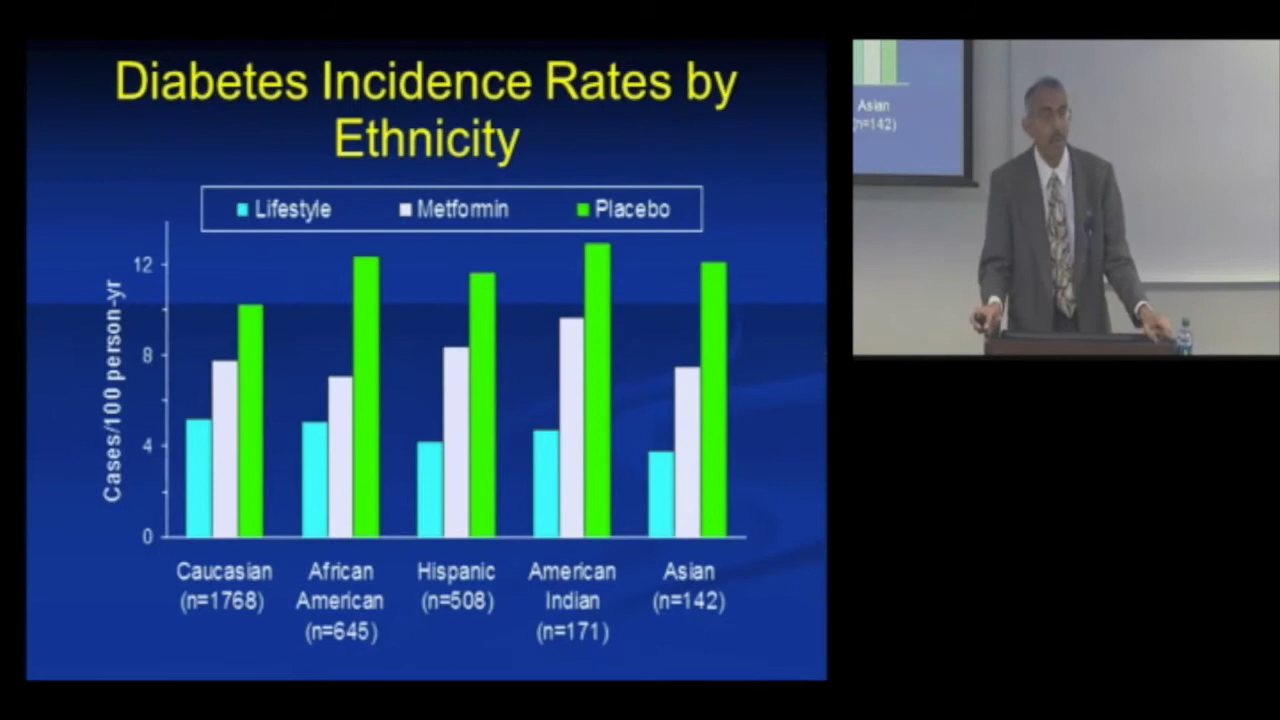 Diabetes Incidence Rates by
Ethnicity
Lifestyle Metformin Placebo
Cases/100 person-yr
12
8
4
0
Caucasian
(n=1768)
African
American
(n=645)
Hispanic
(n=508)
American
Indian
(n=171)
Asian
(n=142)
Asian
(n=142)